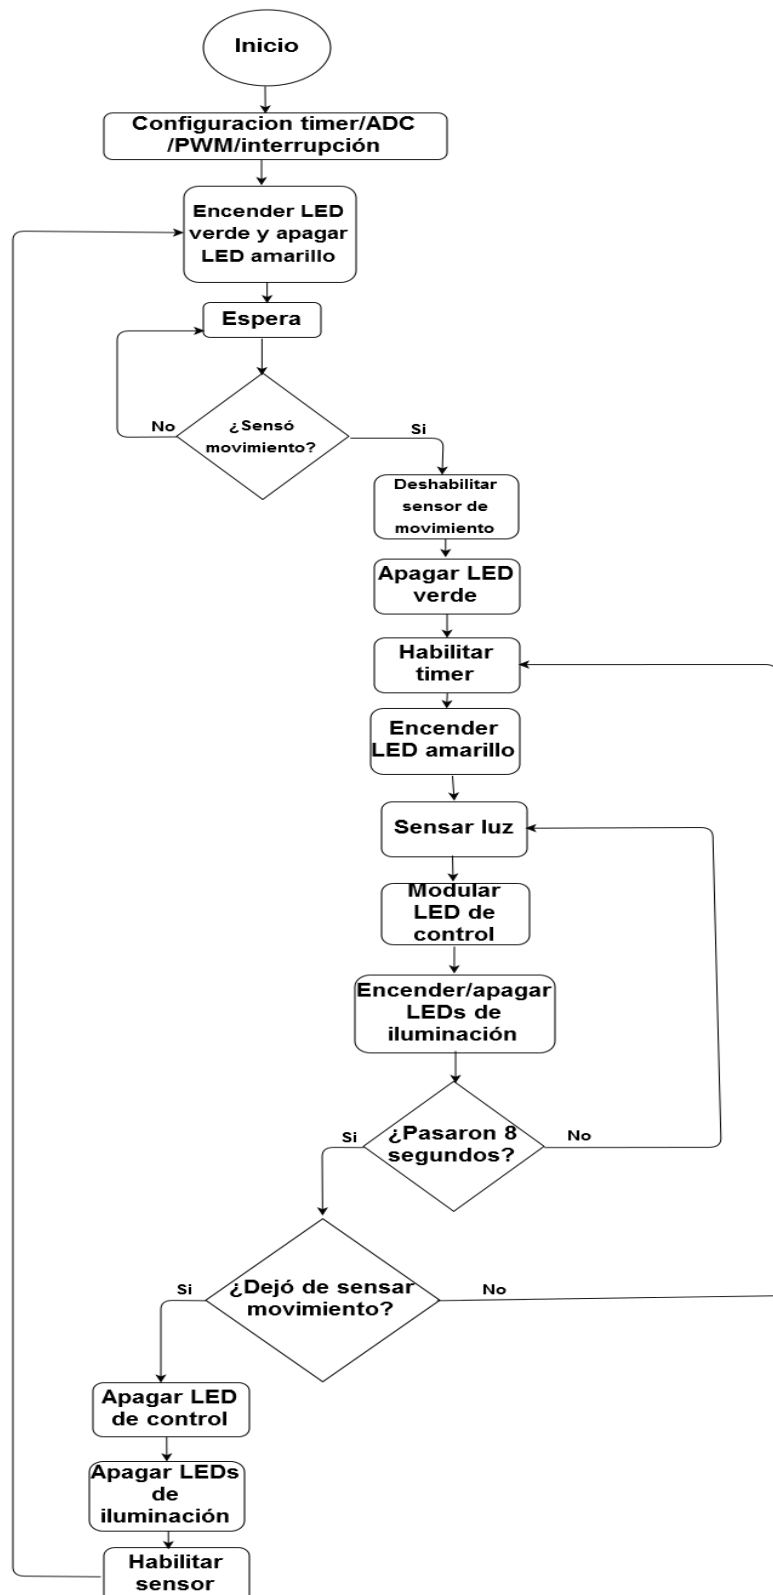 Inicio
Configuracion timer/ADC
/PWM/interrupción
Encender LED
verde y apagar
LED amarillo
Espera
¿Sensó
movimiento?
No
Si
Deshabilitar
sensor de
movimiento
Apagar LED
verde
Habilitar
timer
Encender
LED amarillo
Sensar luz
Modular
LED de
control
Encender/apagar
LEDs de
iluminación
¿Pasaron 8
segundos?
Si
No
¿Dejó de sensar
movimiento?
Si
No
Apagar LED
de control
Apagar LEDs
de
iluminación
Habilitar
sensor